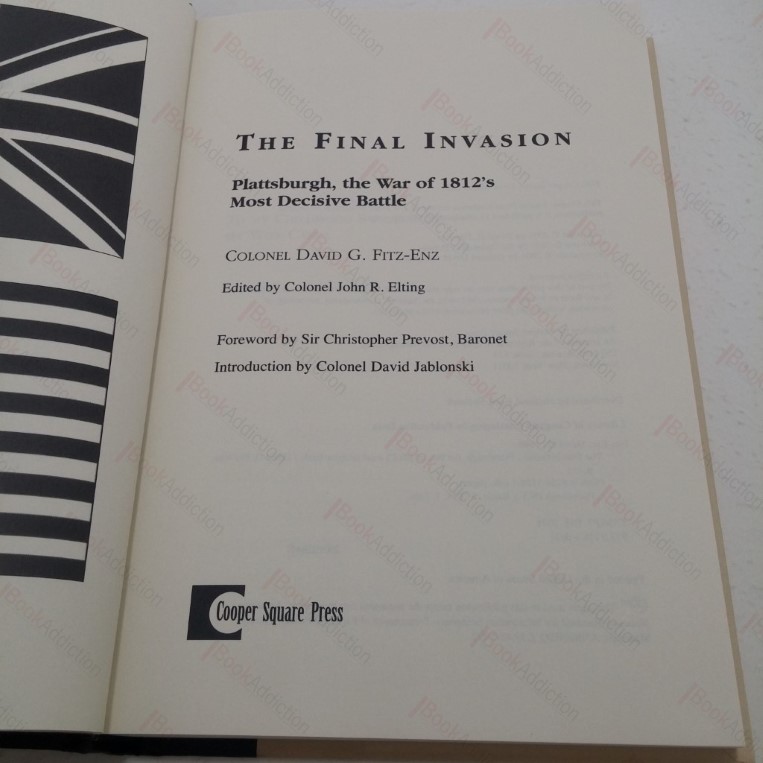 THE FINAL INVASION
Plattsburgh, the War of 1812's
Most Decisive Battle
COLONEL DAVID G. FITZ-ENZ
Edited by Colonel John R. Elting
Foreword by Sir Christopher Prevost, Baronet
Introduction by Colonel David Jablonski
Cooper Square Press
BookAddiction